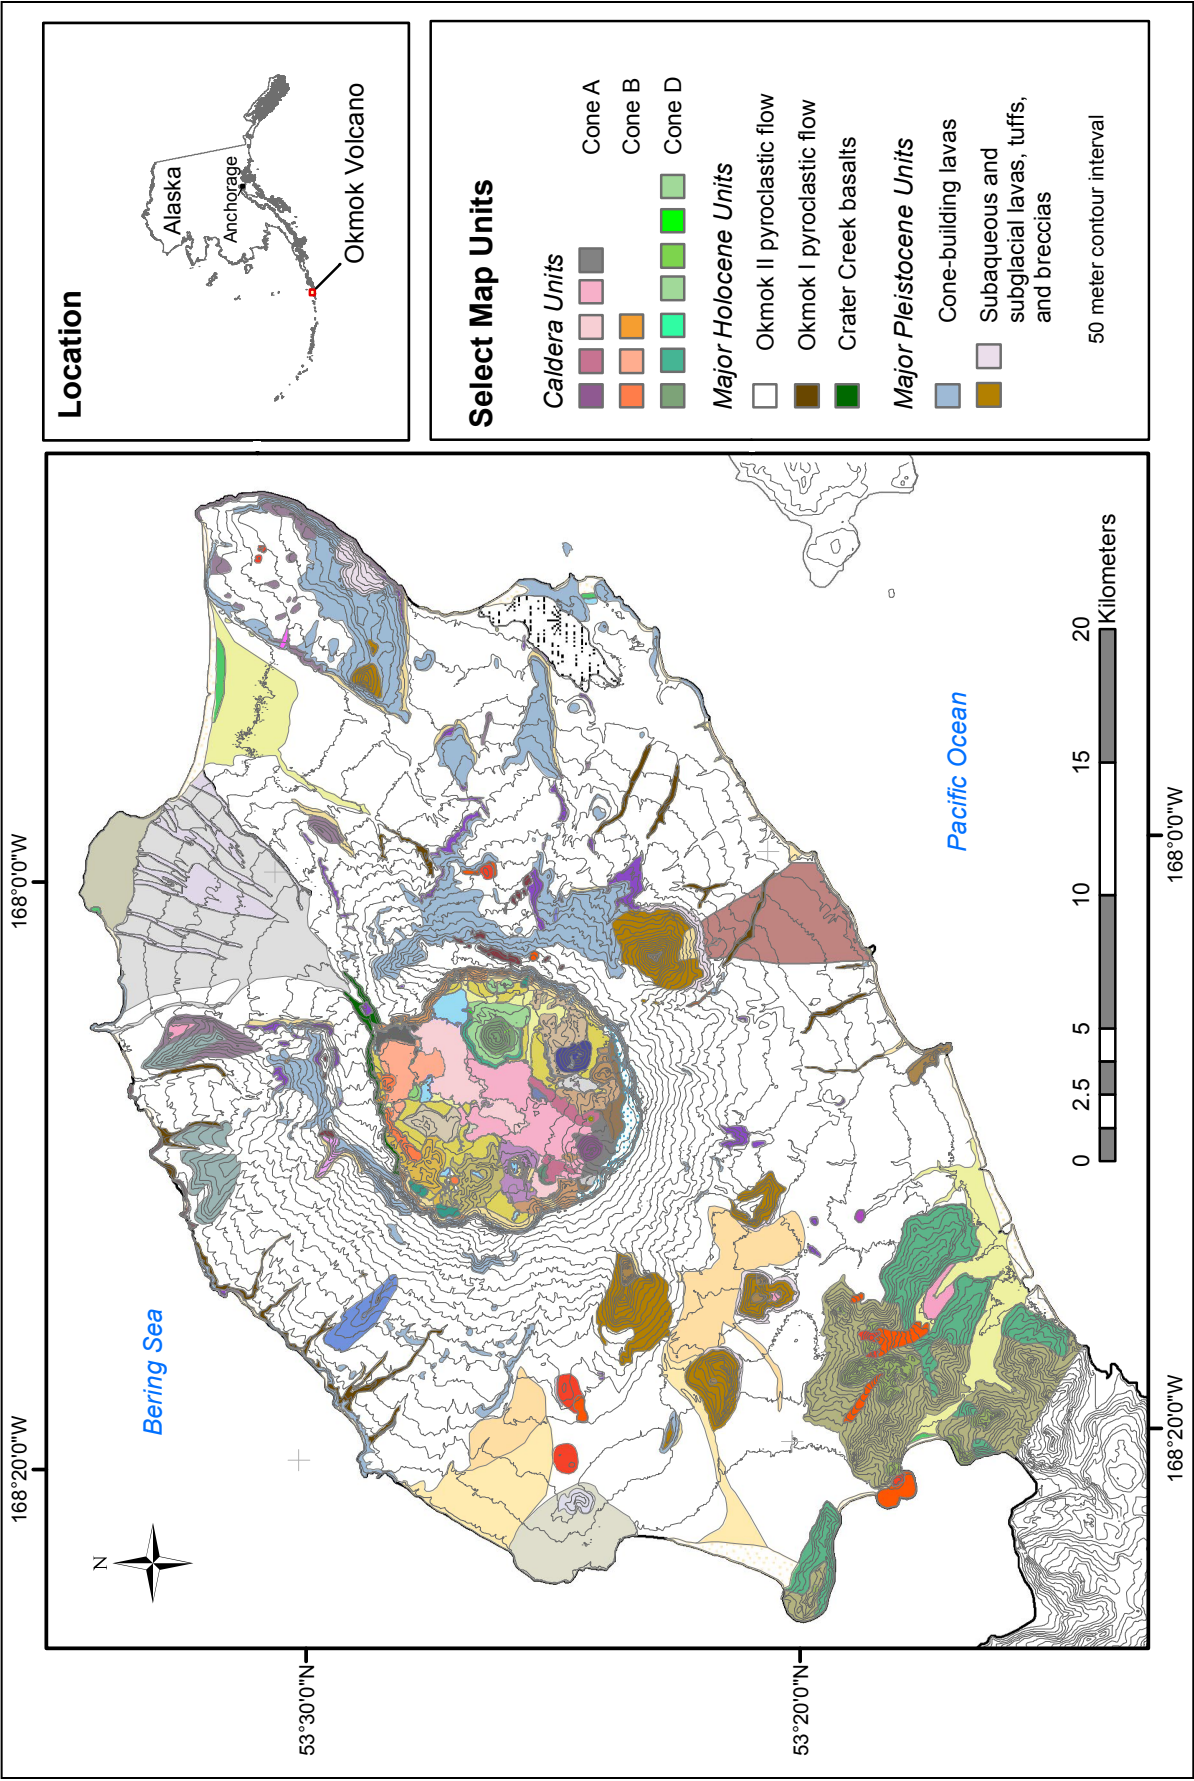 168°20'0"W
168°0'0"W
N
Bering Sea
53°30'0"N
53°20'0"N
Pacific Ocean
0
2.5
5
10
15
20
Kilometers
168°20'0"W
168°0'0"W
Location
Alaska
Anchorage
Okmok Volcano
Select Map Units
Caldera Units
Cone A
Cone B
Cone D
Major Holocene Units
Okmok II pyroclastic flow
Okmok I pyroclastic flow
Crater Creek basalts
Major Pleistocene Units
Cone-building lavas
Subaqueous and
subglacial lavas, tuffs,
and breccias
50 meter contour interval